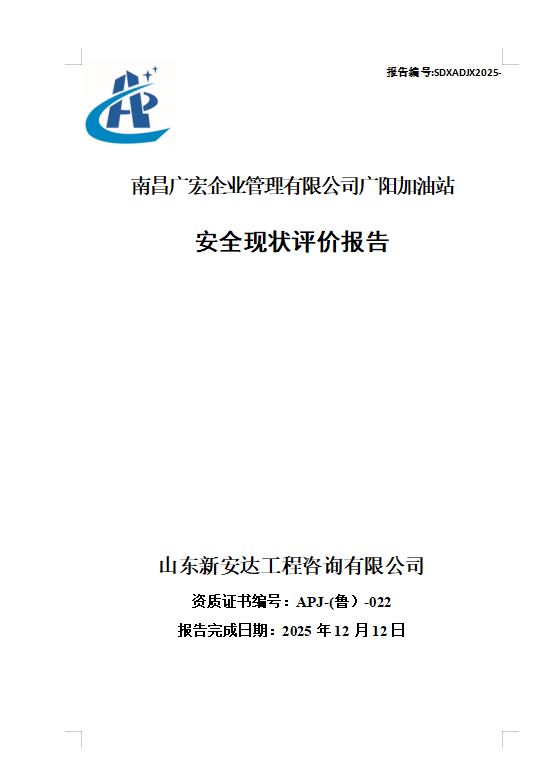 报告编号:SDXADJX2025-
AP
南昌广宏企业管理有限公司广阳加油站
安全现状评价报告
山东新安达工程咨询有限公司
资质证书编号：APJ-(鲁）-022
报告完成日期：2025 年 12 月 12 日